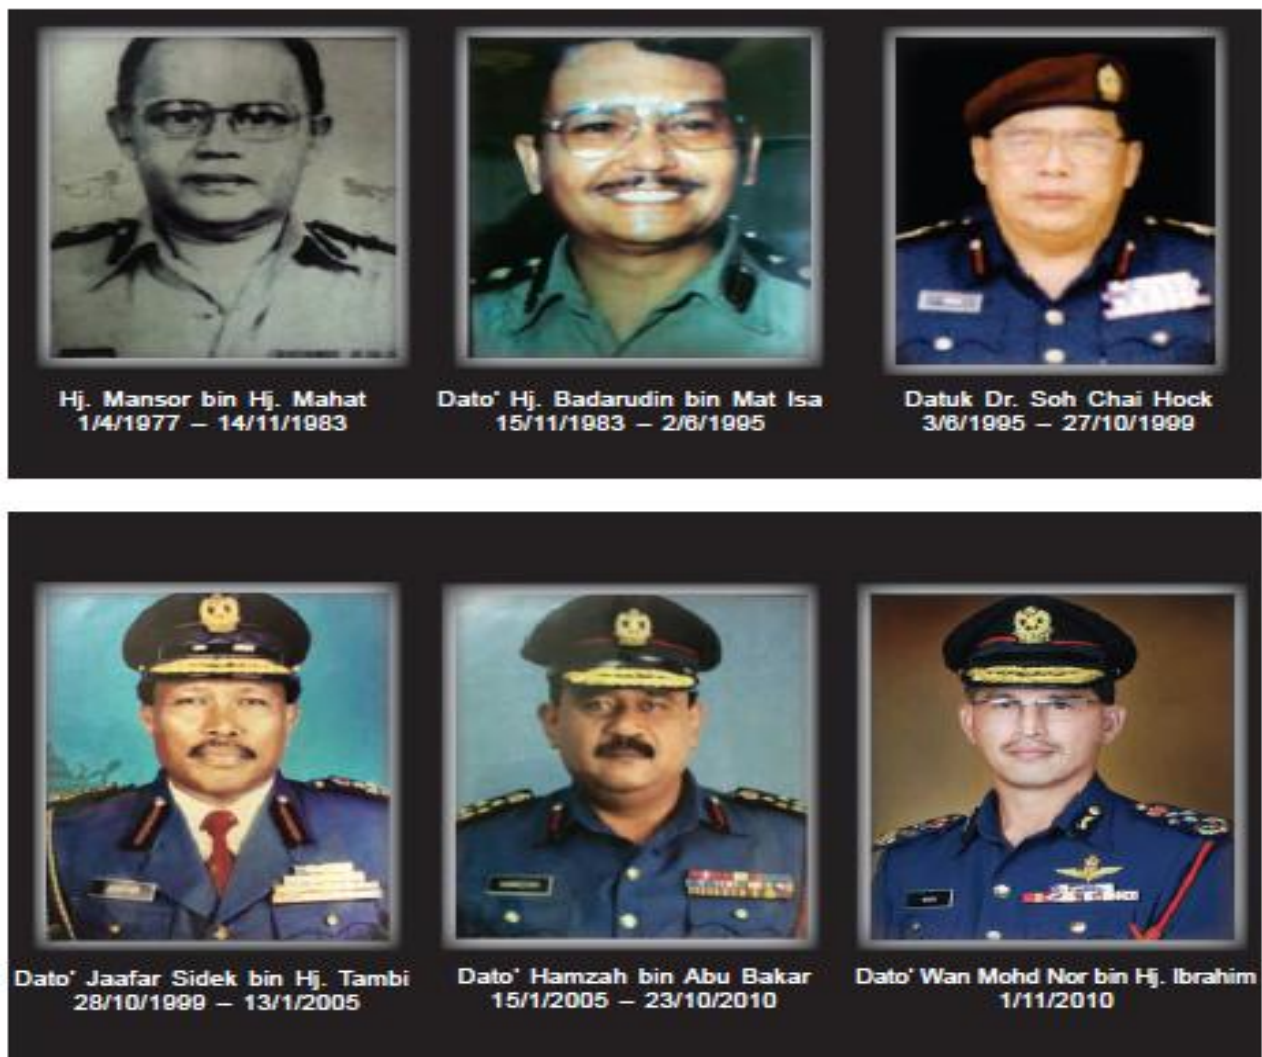 Hj. Mansor bin Hj. Mahat
1/4/1977 – 14/11/1983
Dato' Hj. Badarudin bin Mat Isa
15/11/1983 – 2/6/1995
Datuk Dr. Soh Chai Hock
3/6/1995 – 27/10/1999
Dato' Jaafar Sidek bin Hj. Tambi
28/10/1999 – 13/1/2005
Dato' Hamzah bin Abu Bakar
15/1/2005 – 23/10/2010
Dato' Wan Mohd Nor bin Hj. Ibrahim
1/11/2010